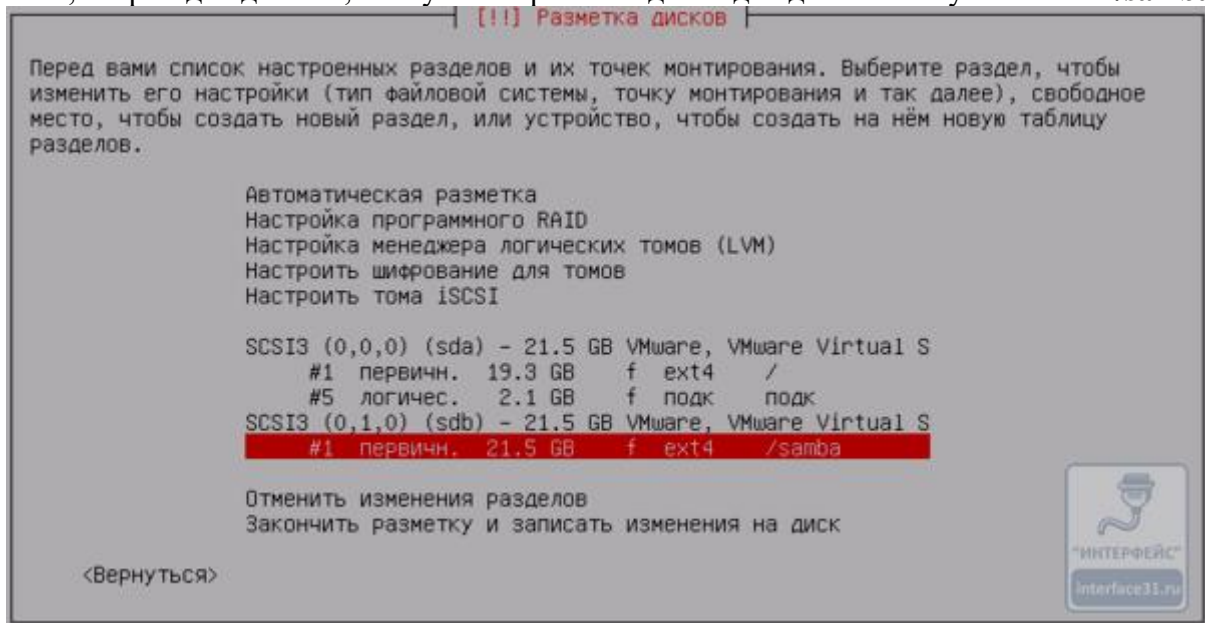 [!!] Разметка дисков
Перед вами список настроенных разделов и их точек монтирования. Выберите раздел, чтобы
изменить его настройки (тип файловой системы, точку монтирования и так далее), свободное
место, чтобы создать новый раздел, или устройство, чтобы создать на нём новую таблицу
разделов.
Автоматическая разметка
Настройка программного RAID
Настройка менеджера логических томов (LVM)
Настроить шифрование для томов
Настроить тома iSCSI
SCSI3 (0,0,0) (sda) - 21.5 GB VMware, VMware Virtual S
#1 первичн. 19.3 GB f ext4 /
#5 логичес. 2.1 GB f подк подк
SCSI3 (0,1,0) (sdb) - 21.5 GB VMware, VMware Virtual S
#1 первичн. 21.5 GB f ext4 /samba
Отменить изменения разделов
Закончить разметку и записать изменения на диск
<Вернуться>
"ИНТЕРФЕЙС"
interface31.ru